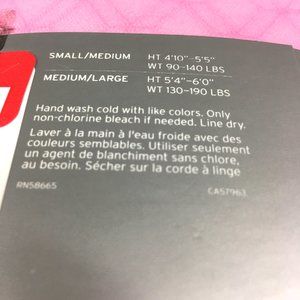 SMALL/MEDIUM HT 4'10"-5'5"
WT 90-140 LBS
MEDIUM/LARGE HT 5'4"-6'0"
WT 130-190 LBS
Hand wash cold with like colors. Only
non-chlorine bleach if needed. Line dry.
Laver à la main à l'eau froide avec des
couleurs semblables. Utiliser seulement
un agent de blanchiment sans chlore,
au besoin. Sécher sur la corde à linge
RN58665 CA57963